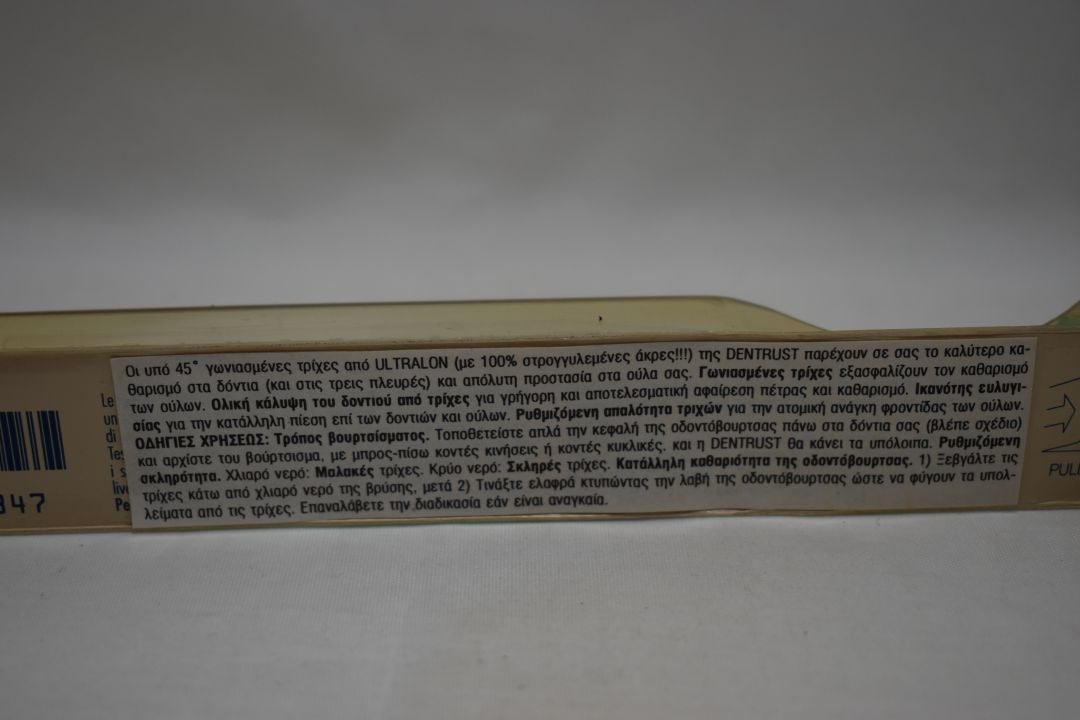 Οι υπό 45° γωνιασμένες τρίχες από ULTRALON (με 100% στρογγυλεμένες άκρες!!!) της DENTRUST παρέχουν σε σας το καλύτερο κα-
θαρισμό στα δόντια (και στις τρεις πλευρές) και απόλυτη προστασία στα ούλα σας. Γωνιασμένες τρίχες εξασφαλίζουν τον καθαρισμό
των ούλων. Ολική κάλυψη του δοντιού από τρίχες για γρήγορη και αποτελεσματική αφαίρεση πέτρας και καθαρισμό. Ικανότης ευλυγι-
σίας για την κατάλληλη πίεση επί των δοντιών και ούλων. Ρυθμιζόμενη απαλότητα τριχών για την ατομική ανάγκη φροντίδας των ούλων.
ΟΔΗΓΙΕΣ ΧΡΗΣΕΩΣ: Τρόπος βουρτσίσματος. Τοποθετείστε απλά την κεφαλή της οδοντόβουρτσας πάνω στα δόντια σας (βλέπε σχέδιο)
και αρχίστε του βούρτσισμα, με μπρος-πίσω κοντές κινήσεις ή κοντές κυκλικές. και η DENTRUST θα κάνει τα υπόλοιπα. Ρυθμιζόμενη
σκληρότητα. Χλιαρό νερό: Μαλακές τρίχες. Κρύο νερό: Σκληρές τρίχες. Κατάλληλη καθαριότητα της οδοντόβουρτσας. 1) Ξεβγάλτε τις
τρίχες κάτω από χλιαρό νερό της βρύσης, μετά 2) Τινάξτε ελαφρά κτυπώντας την λαβή της οδοντόβουρτσας ώστε να φύγουν τα υπολ-
λείματα από τις τρίχες. Επαναλάβετε την διαδικασία εάν είναι αναγκαία.
Le
un
di
Tes
i s
live
Pe
347
PULL